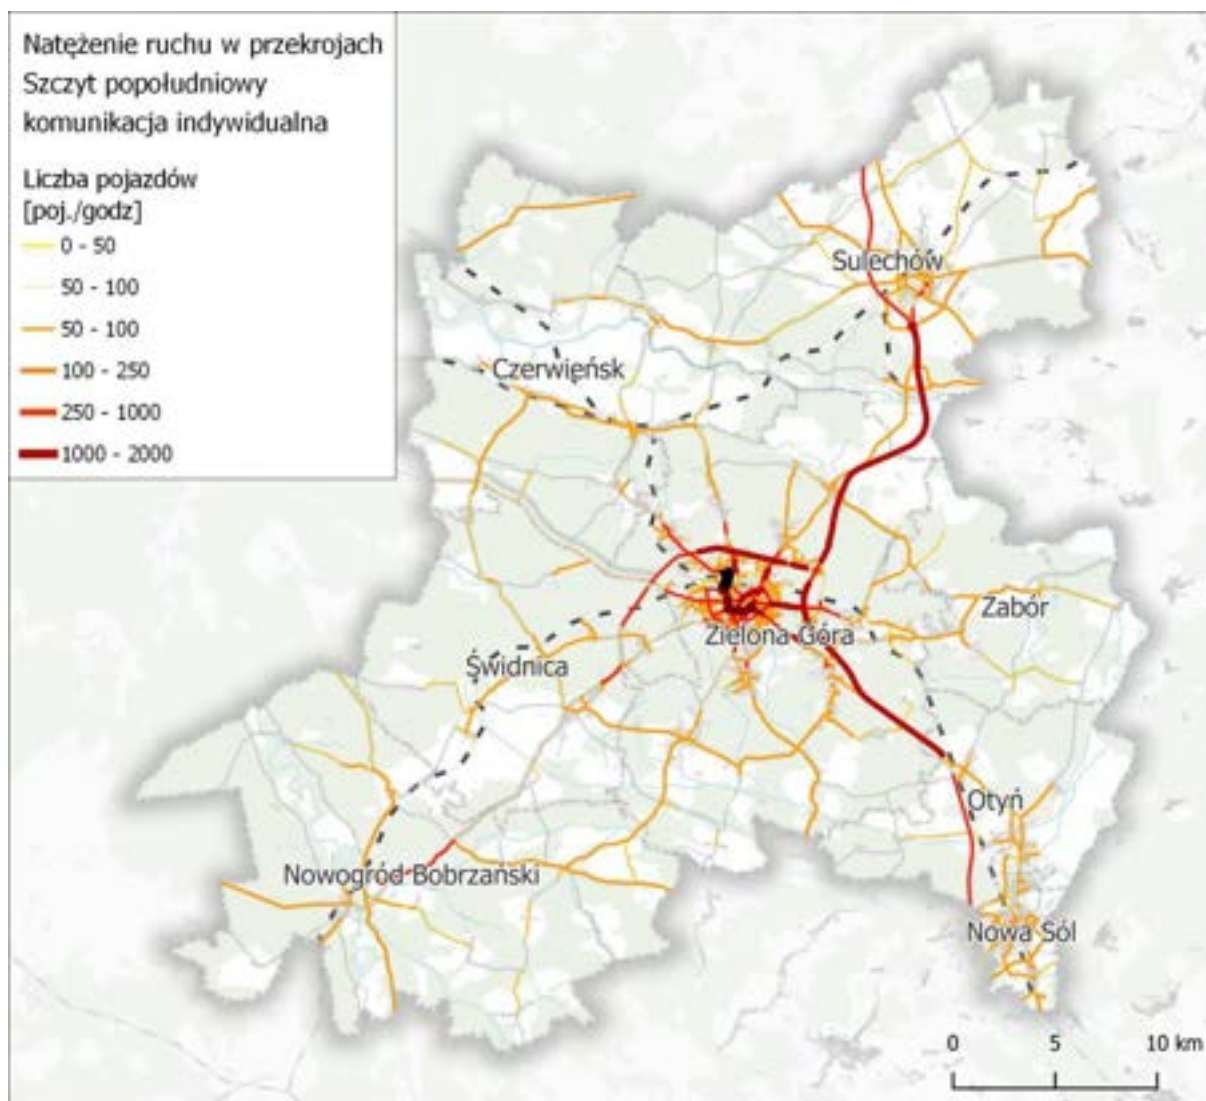 Natężenie ruchu w przekrojach
Szczyt popołudniowy
komunikacja indywidualna
Liczba pojazdów
[poj./godz]
0 - 50
50 - 100
50 - 100
100 - 250
250 - 1000
1000 - 2000
Sulechów
Czerwieńsk
Zabór
Zielona Góra
Świdnica
Otyń
Nowogród Bobrzański
Nowa Sól
0 5 10 km